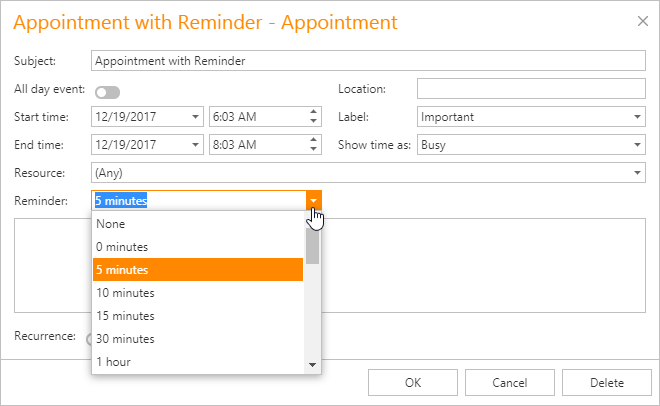 Appointment with Reminder - Appointment
Subject: Appointment with Reminder
All day event: Location:
Start time: 12/19/2017 6:03 AM Label: Important
End time: 12/19/2017 8:03 AM Show time as: Busy
Resource: (Any)
Reminder: 5 minutes
None
0 minutes
5 minutes
10 minutes
15 minutes
30 minutes
Recurrence:
1 hour
OK Cancel Delete